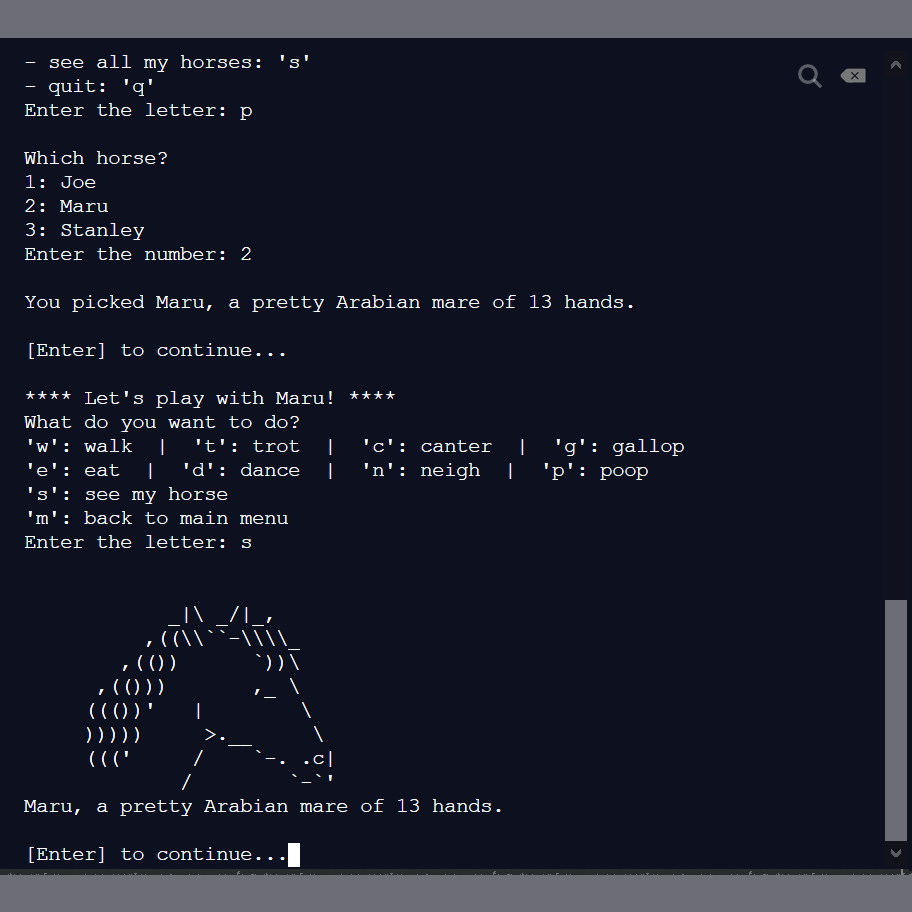 - see all my horses: 's'
- quit: 'q'
Enter the letter: p

Which horse?
1: Joe
2: Maru
3: Stanley
Enter the number: 2

You picked Maru, a pretty Arabian mare of 13 hands.

[Enter] to continue...

**** Let's play with Maru! ****
What do you want to do?
'w': walk  |  't': trot  |  'c': canter  |  'g': gallop
'e': eat  |  'd': dance  |  'n': neigh  |  'p': poop
's': see my horse
'm': back to main menu
Enter the letter: s


            _|\ _/|_,
          ,((\\``-\\\\_
        ,(())      `))\
      ,(()))       ,_ \
     ((())'   |        \
     )))))     >.__     \
     ((('     /    `-. .c|
             /        `-`'
Maru, a pretty Arabian mare of 13 hands.

[Enter] to continue...